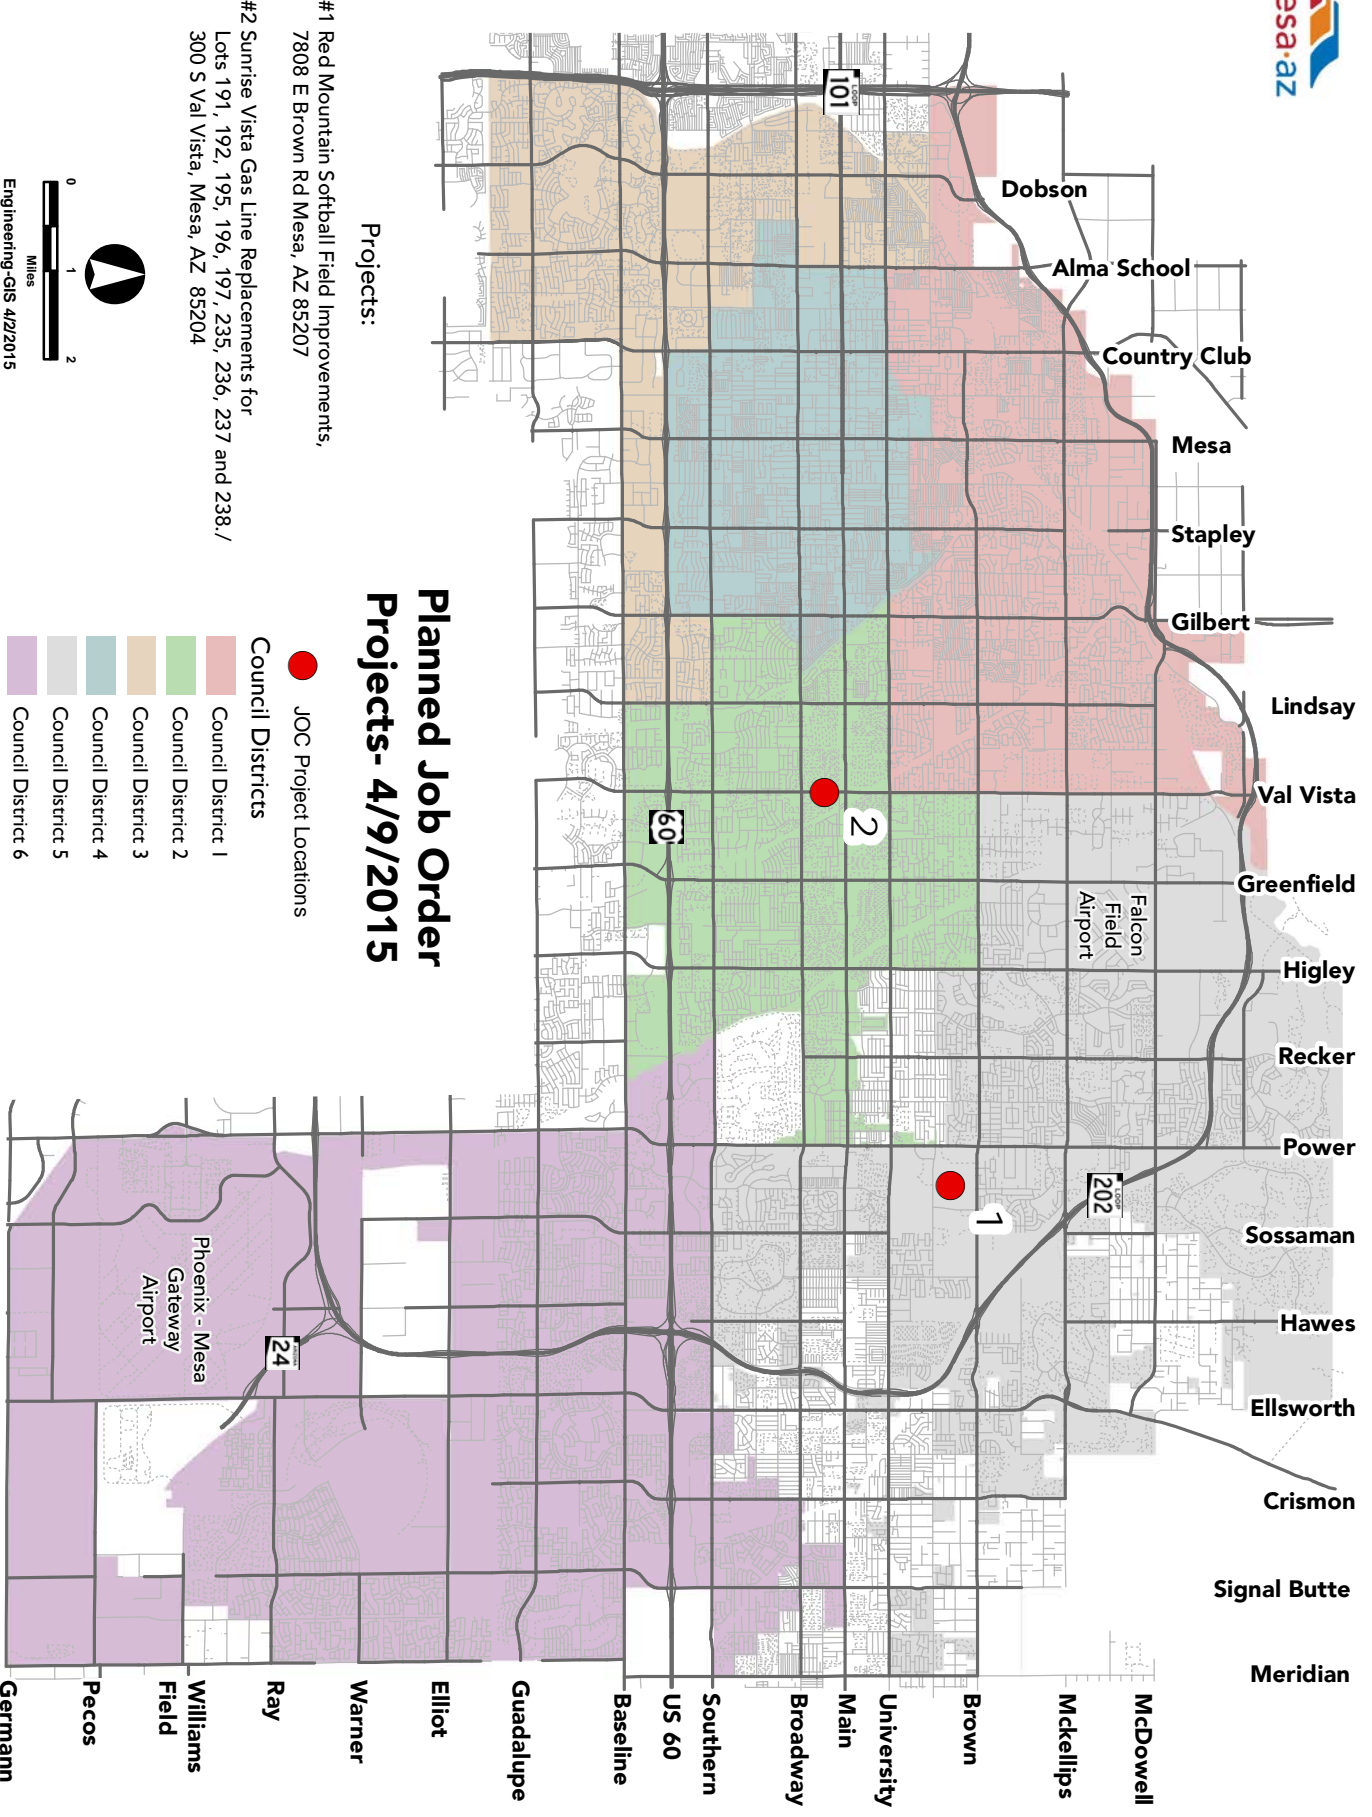 esa·az
Dobson
Alma School
Country Club
Mesa
Stapley
Gilbert
Lindsay
Val Vista
Greenfield
Higley
Recker
Power
Sossaman
Hawes
Ellsworth
Crismon
Signal Butte
Meridian
McDowell
Mckellips
Brown
University
Main
Broadway
Southern
US 60
Baseline
Guadalupe
Elliot
Warner
Ray
Williams
Field
Pecos
Germann
LOOP
101
60
LOOP
202
24
Falcon
Field
Airport
Phoenix - Mesa
Gateway
Airport
1
2
Planned Job Order
Projects- 4/9/2015
Projects:
#1 Red Mountain Softball Field Improvements,
7808 E Brown Rd Mesa, AZ 85207
#2 Sunrise Vista Gas Line Replacements for
Lots 191, 192, 195, 196, 197, 235, 236, 237 and 238./
300 S Val Vista, Mesa, AZ 85204
JOC Project Locations
Council Districts
Council District 1
Council District 2
Council District 3
Council District 4
Council District 5
Council District 6
0 1 2
Miles
Engineering-GIS 4/2/2015